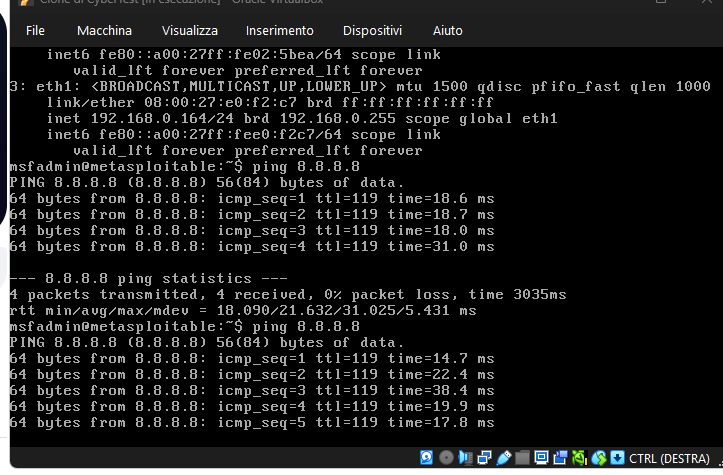 Clone di CyberTest [In esecuzione] - Oracle VirtualBox
File Macchina Visualizza Inserimento Dispositivi Aiuto
inet6 fe80::a00:27ff:fe02:5bea/64 scope link
valid_lft forever preferred_lft forever
3: eth1: <BROADCAST,MULTICAST,UP,LOWER_UP> mtu 1500 qdisc pfifo_fast qlen 1000
link/ether 08:00:27:e0:f2:c7 brd ff:ff:ff:ff:ff:ff
inet 192.168.0.164/24 brd 192.168.0.255 scope global eth1
inet6 fe80::a00:27ff:fee0:f2c7/64 scope link
valid_lft forever preferred_lft forever
msfadmin@metasploitable:~$ ping 8.8.8.8
PING 8.8.8.8 (8.8.8.8) 56(84) bytes of data.
64 bytes from 8.8.8.8: icmp_seq=1 ttl=119 time=18.6 ms
64 bytes from 8.8.8.8: icmp_seq=2 ttl=119 time=18.7 ms
64 bytes from 8.8.8.8: icmp_seq=3 ttl=119 time=18.0 ms
64 bytes from 8.8.8.8: icmp_seq=4 ttl=119 time=31.0 ms
--- 8.8.8.8 ping statistics ---
4 packets transmitted, 4 received, 0% packet loss, time 3035ms
rtt min/avg/max/mdev = 18.090/21.632/31.025/5.431 ms
msfadmin@metasploitable:~$ ping 8.8.8.8
PING 8.8.8.8 (8.8.8.8) 56(84) bytes of data.
64 bytes from 8.8.8.8: icmp_seq=1 ttl=119 time=14.7 ms
64 bytes from 8.8.8.8: icmp_seq=2 ttl=119 time=22.4 ms
64 bytes from 8.8.8.8: icmp_seq=3 ttl=119 time=38.4 ms
64 bytes from 8.8.8.8: icmp_seq=4 ttl=119 time=19.9 ms
64 bytes from 8.8.8.8: icmp_seq=5 ttl=119 time=17.8 ms
CTRL (DESTRA)